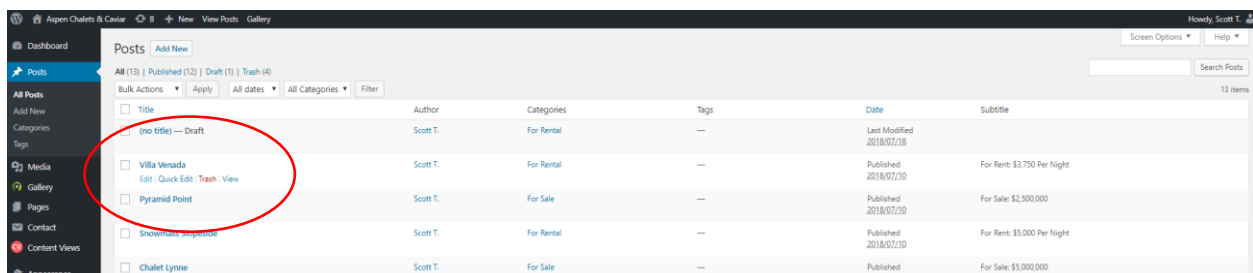 Aspen Chalets & Caviar 8 + New View Posts Gallery Howdy, Scott T.
Dashboard
Posts
All Posts
Add New
Categories
Tags
Media
Gallery
Pages
Contact
CV Content Views
Screen Options ▼ Help ▼
Posts Add New
All (13) | Published (12) | Draft (1) | Trash (4) Search Posts
Bulk Actions ▼ Apply All dates ▼ All Categories ▼ Filter 13 items
Title Author Categories Tags Date Subtitle
(no title) — Draft Scott T. For Rental — Last Modified
2018/07/18
Villa Venada Scott T. For Rental — Published For Rent: $3,750 Per Night
Edit | Quick Edit | Trash | View 2018/07/10
Pyramid Point Scott T. For Sale — Published For Sale: $2,500,000
2018/07/10
Snowmass Slopeside Scott T. For Rental — Published For Rent: $5,000 Per Night
2018/07/10
Chalet Lynne Scott T. For Sale — Published For Sale: $5,000,000